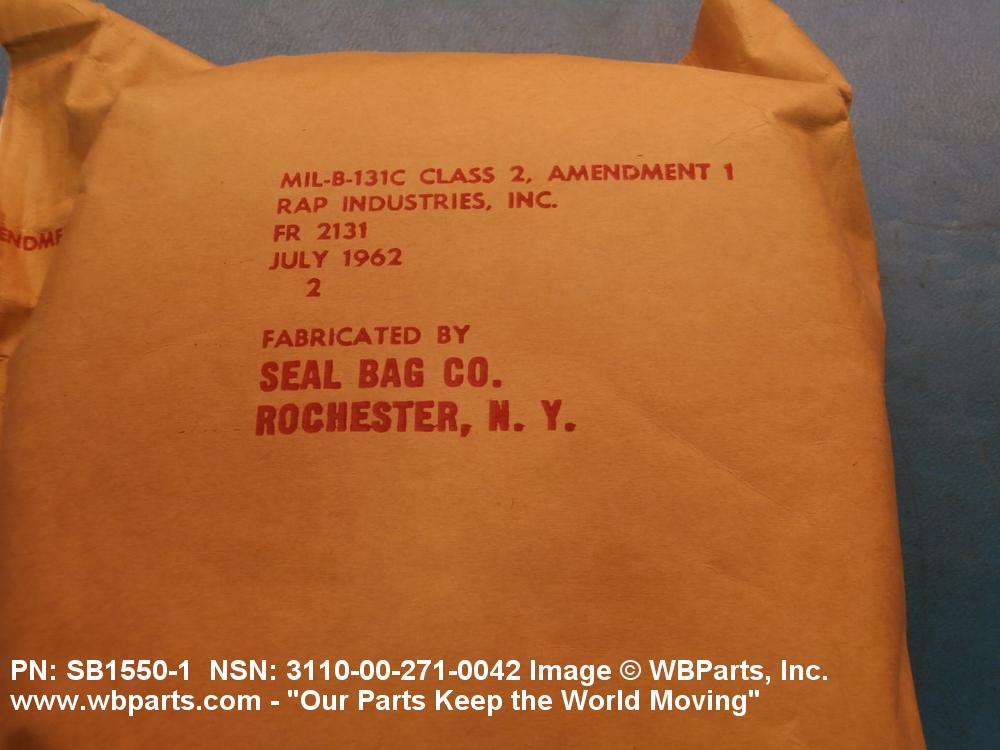 MIL-B-131C CLASS 2, AMENDMENT 1
RAP INDUSTRIES, INC.
FR 2131
JULY 1962
2
FABRICATED BY
SEAL BAG CO.
ROCHESTER, N. Y.
PN: SB1550-1 NSN: 3110-00-271-0042 Image © WBParts, Inc.
www.wbparts.com - "Our Parts Keep the World Moving"